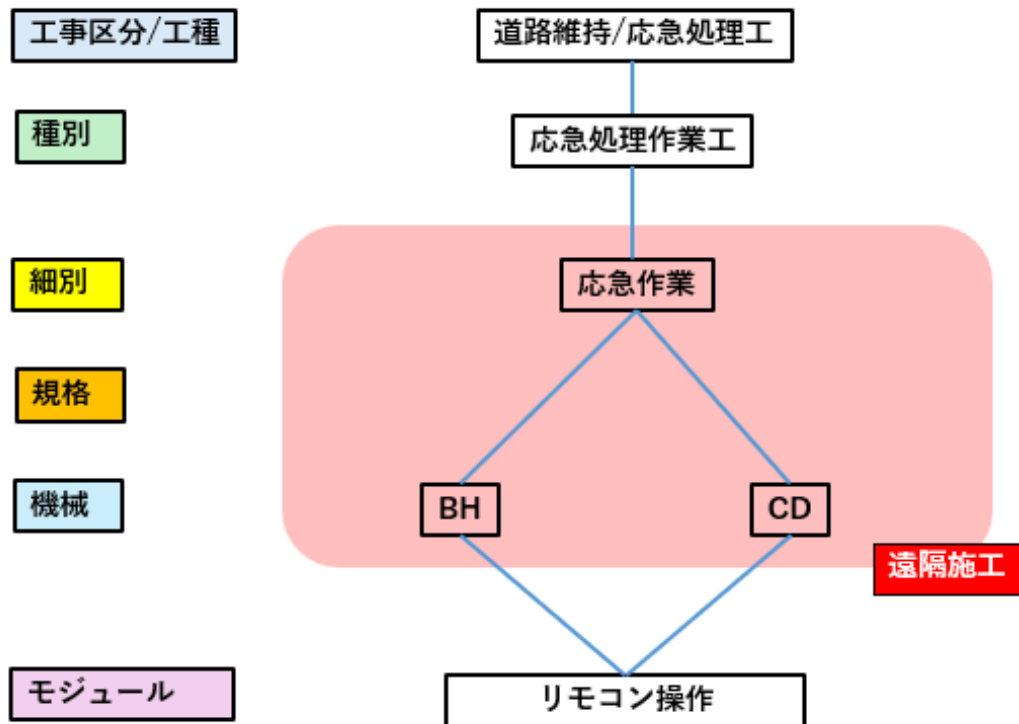 工事区分/工種
道路維持/応急処理工
種別
応急処理作業工
細別
応急作業
規格
機械
BH
CD
遠隔施工
モジュール
リモコン操作